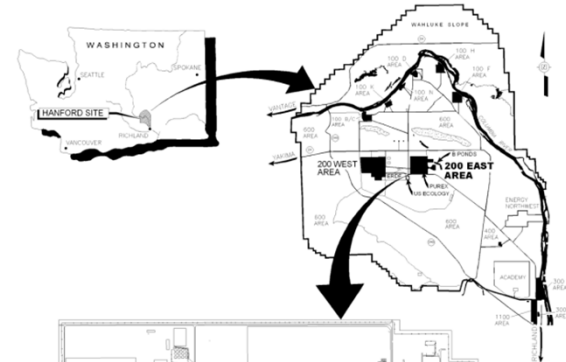 WASHINGTON
SEATTLE
SPOKANE
HANFORD SITE
RICHLAND
VANCOUVER
WAHLUKE SLOPE
100 D
AREA
100 H
AREA
100 F
AREA
100 K
AREA
100 N
AREA
VANTAGE
100 B/C
AREA
600
AREA
600
AREA
YAKIMA
200 WEST
AREA
B PONDS
200 EAST
AREA
PUREX
US ECOLOGY
ENERGY
NORTHWEST
600
AREA
600
AREA
400
AREA
ACADEMY
300
AREA
1100
AREA
RICHLAND